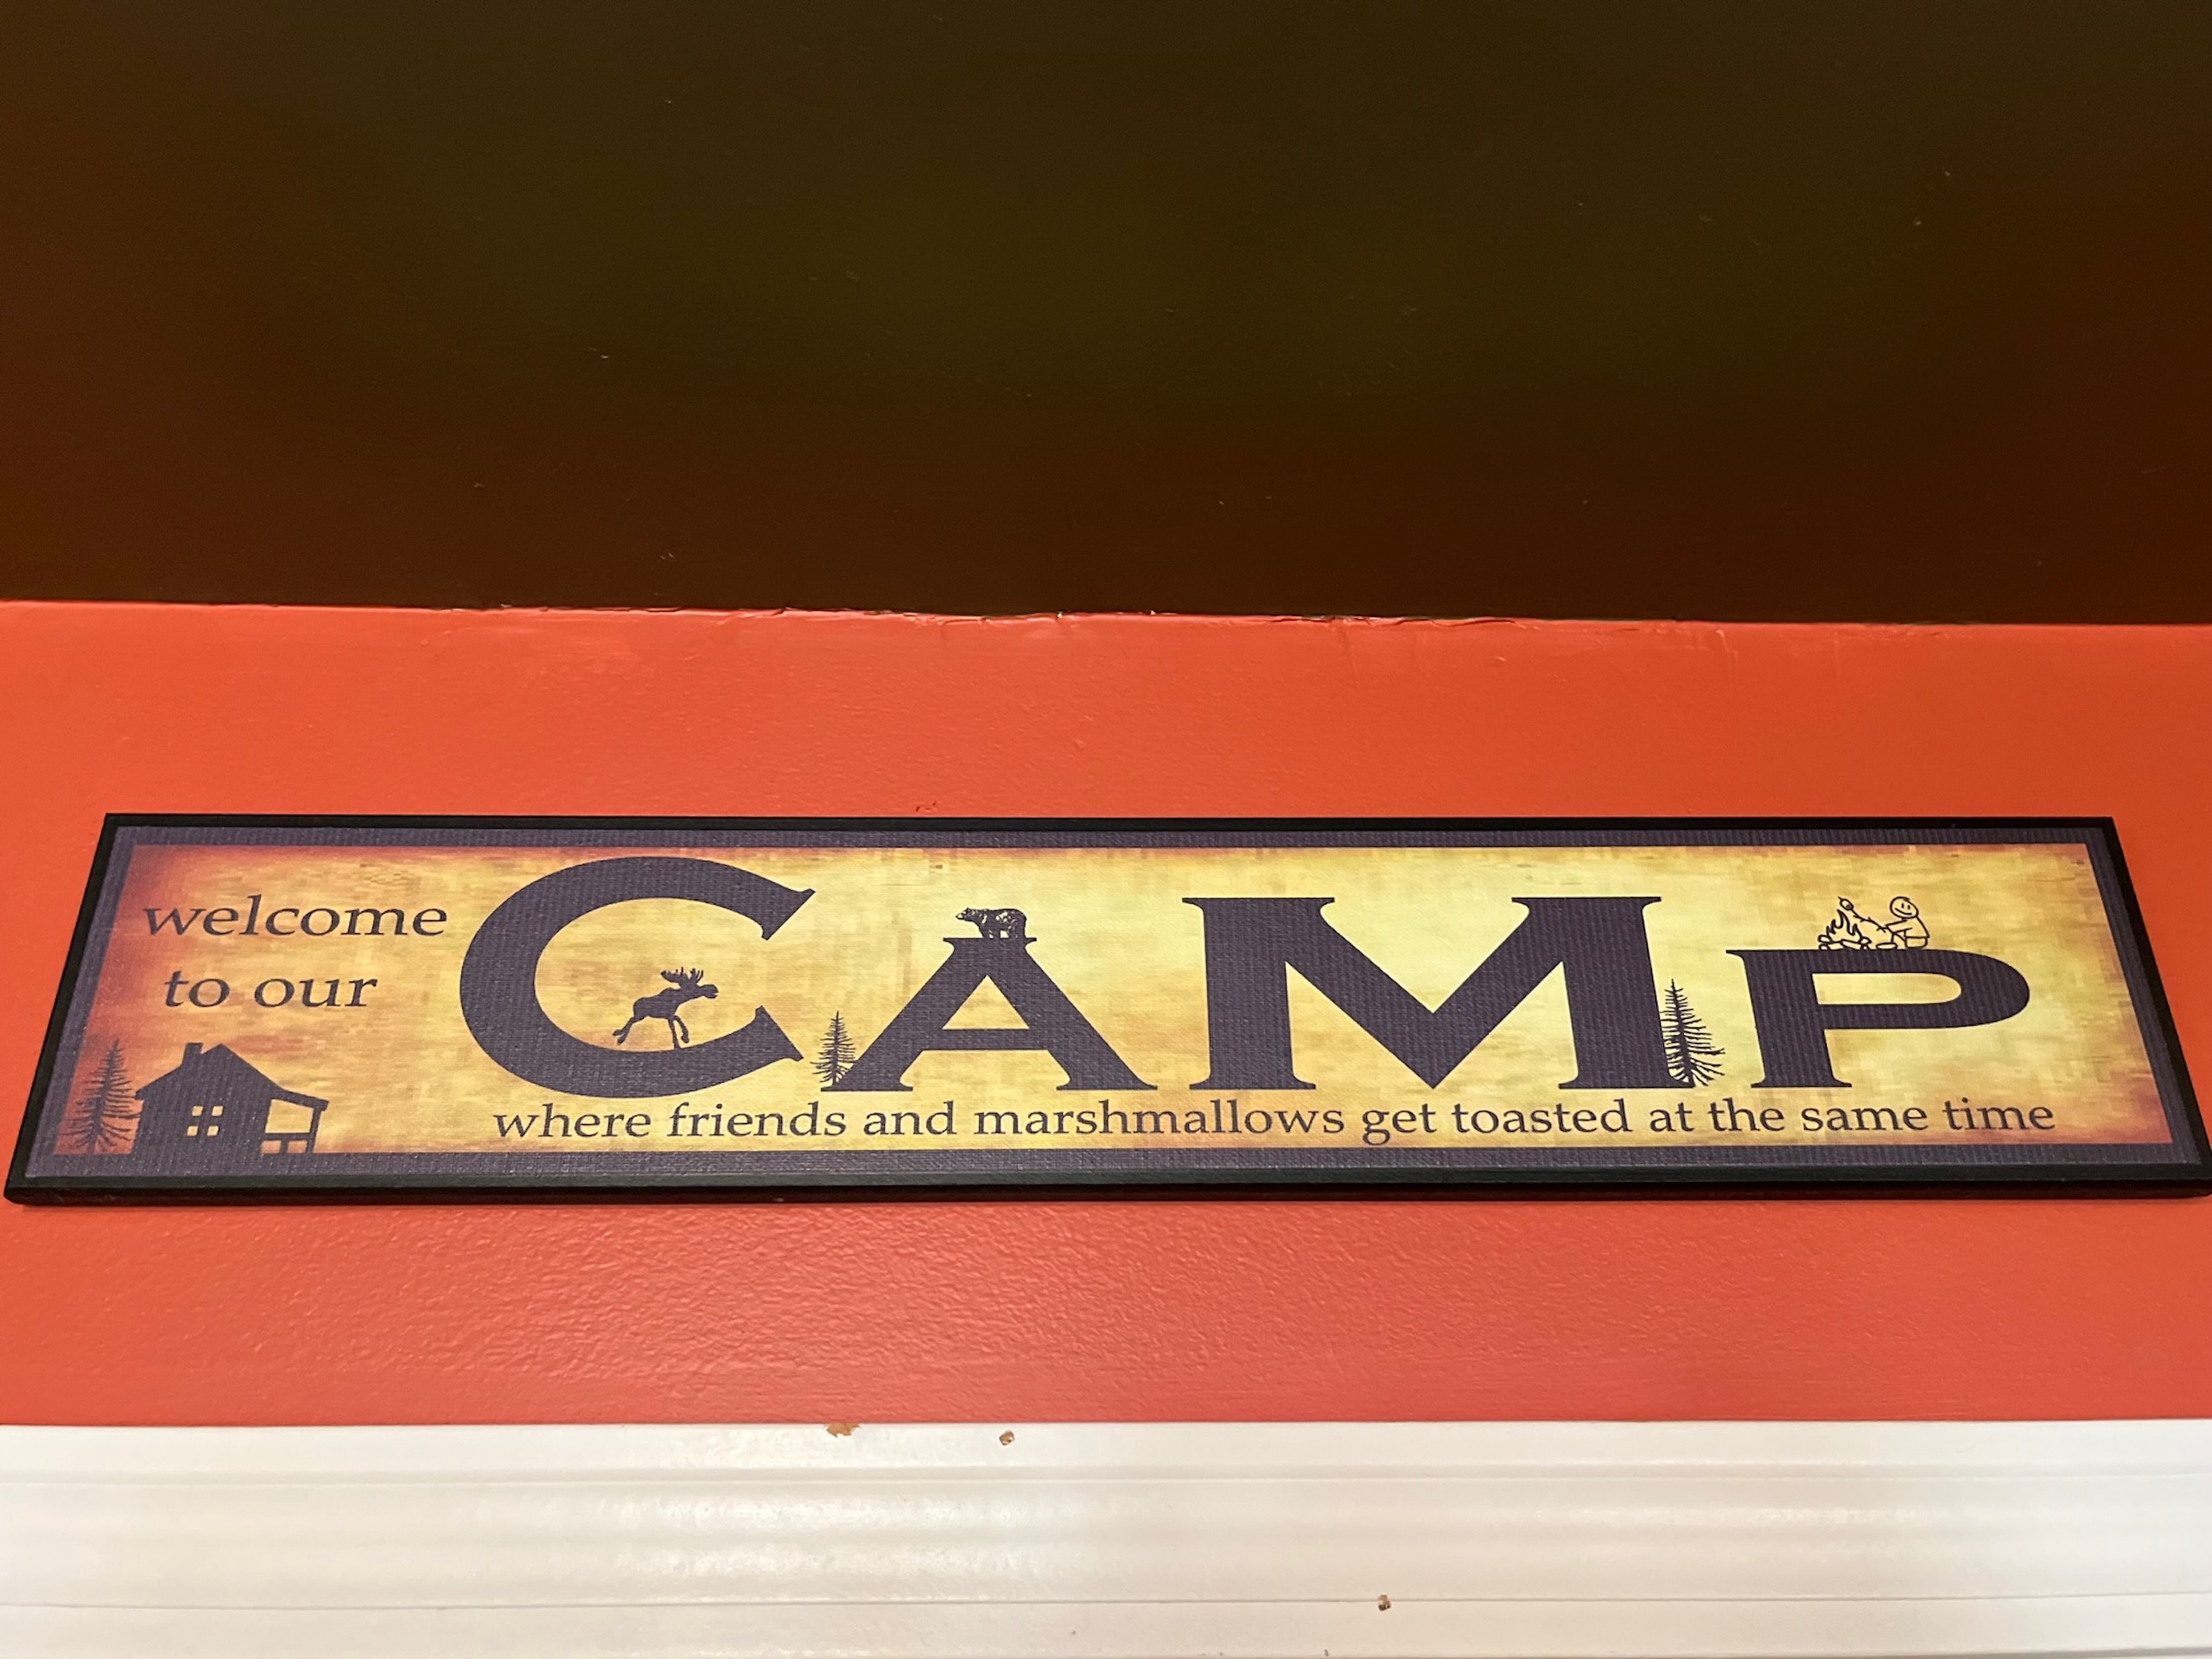 welcome
to our
CAMP
where friends and marshmallows get toasted at the same time